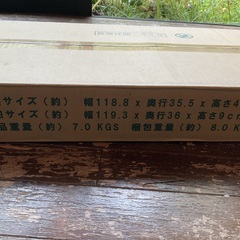 サイズ（約） 幅118.8 x 奥行35.5 x 高さ4
サイズ（約） 幅119.3 x 奥行36 x 高さ9cm
品重量（約） 7.0 KGS 梱包重量（約） 8.0 K